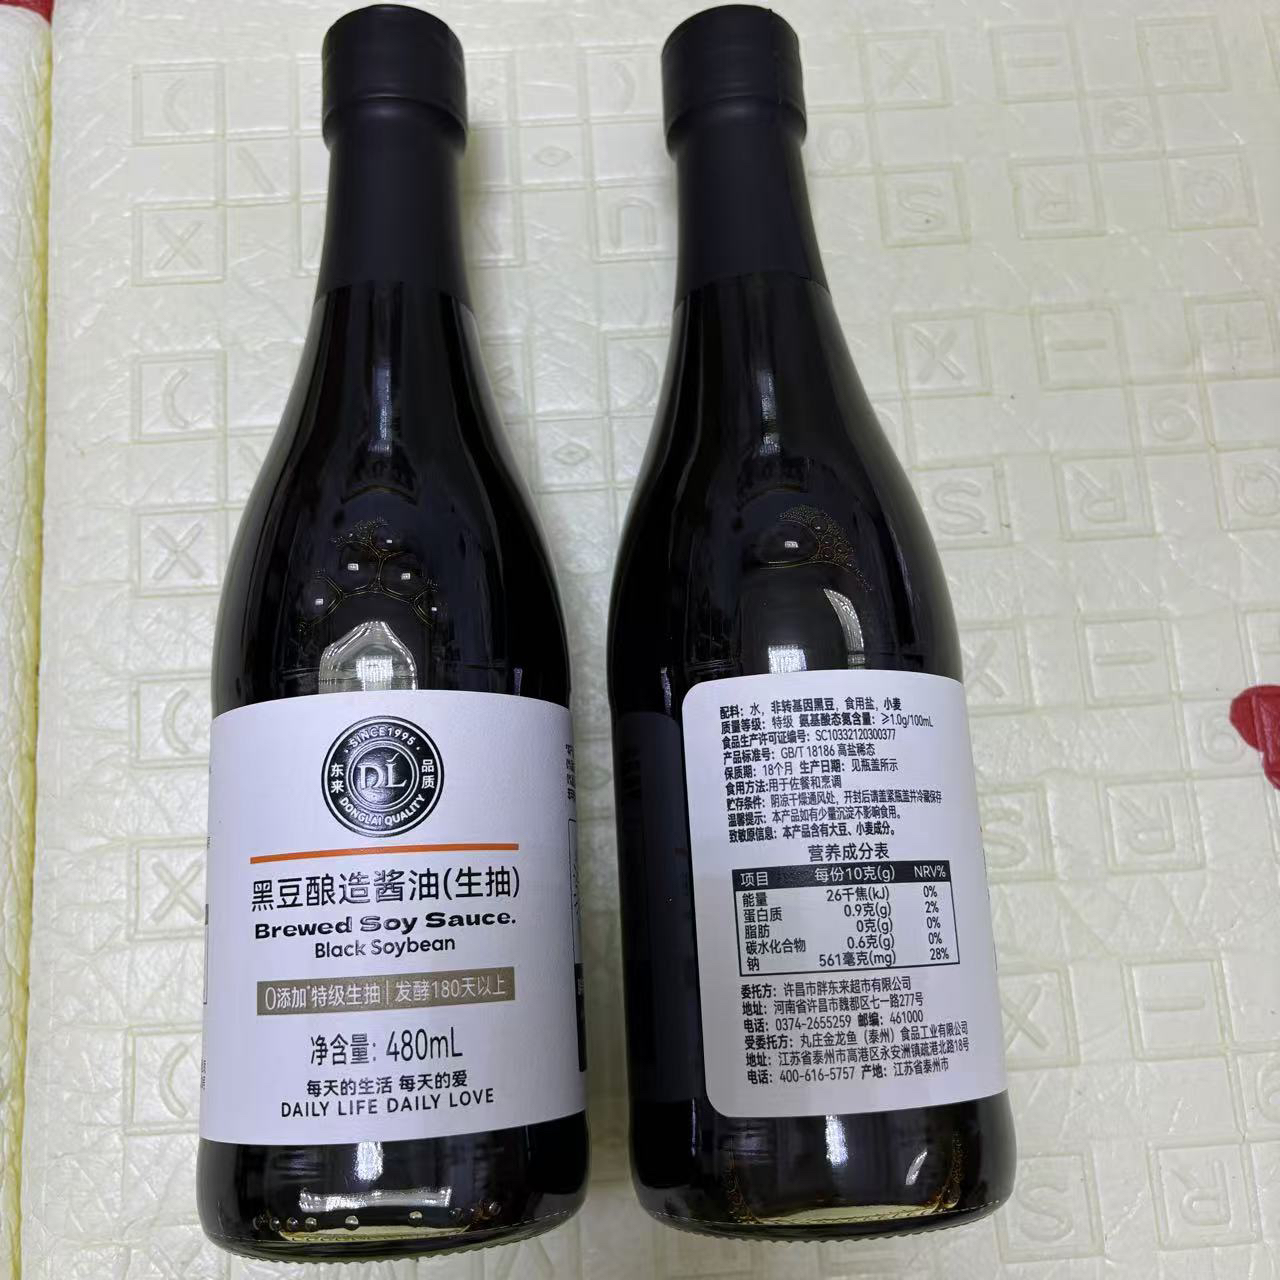 SINCE1995
东来
DL
品质
DONGLAI QUALITY
黑豆酿造酱油(生抽)
Brewed Soy Sauce.
Black Soybean
0添加*特级生抽|发酵180天以上
净含量: 480mL
每天的生活 每天的爱
DAILY LIFE DAILY LOVE
配料: 水, 非转基因黑豆, 食用盐, 小麦
质量等级: 特级 氨基酸态氮含量: ≥1.0g/100mL
食品生产许可证编号: SC10332120300377
产品标准号: GB/T 18186 高盐稀态
保质期: 18个月 生产日期: 见瓶盖所示
食用方法:用于佐餐和烹调
贮存条件: 阴凉干燥通风处, 开封后请盖紧瓶盖并冷藏保存
温馨提示: 本产品如有少量沉淀不影响食用。
致敏原信息: 本产品含有大豆、小麦成分。
营养成分表
项目 每份10克(g) NRV%
能量 26千焦(kJ) 0%
蛋白质 0.9克(g) 2%
脂肪 0克(g) 0%
碳水化合物 0.6克(g) 0%
钠 561毫克(mg) 28%
委托方: 许昌市胖东来超市有限公司
地址: 河南省许昌市魏都区七一路277号
电话: 0374-2655259 邮编: 461000
受委托方: 丸庄金龙鱼(泰州)食品工业有限公司
地址: 江苏省泰州市高港区永安洲镇疏港北路18号
电话: 400-616-5757 产地: 江苏省泰州市